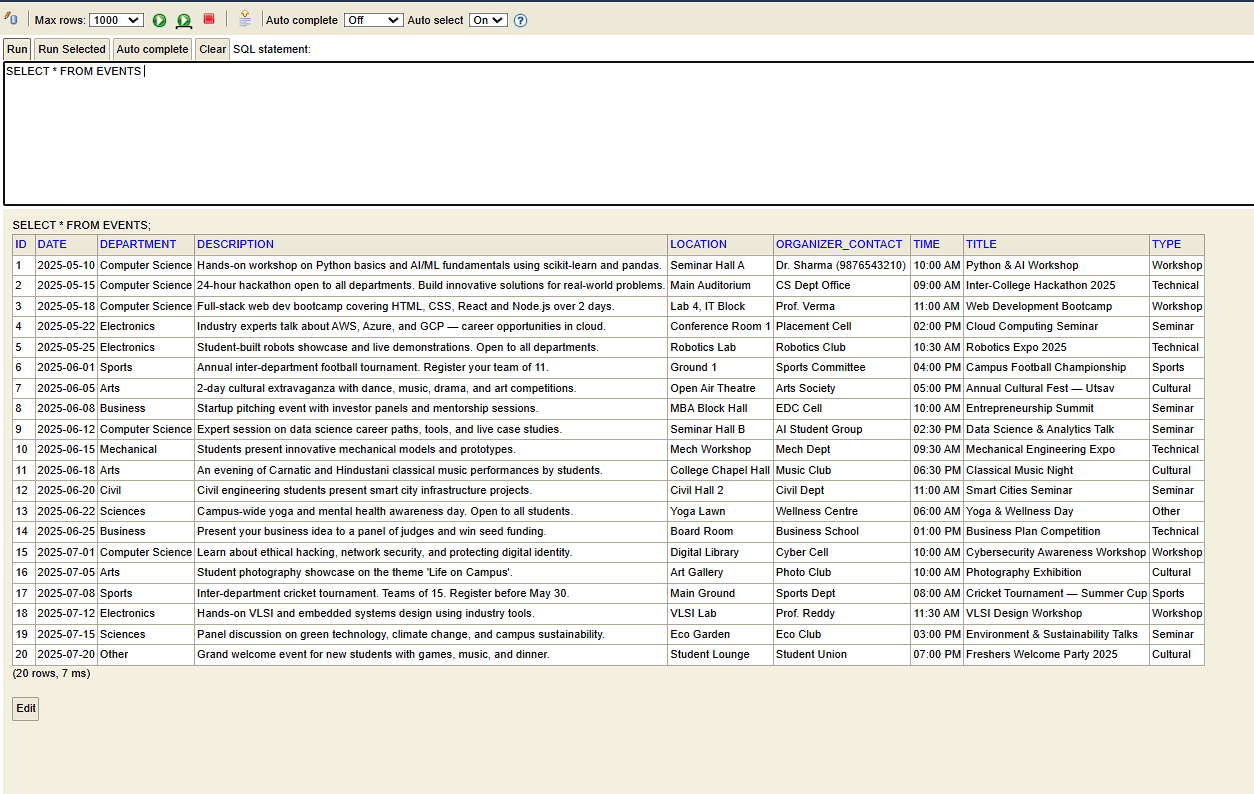 Max rows: 1000 Auto complete Off Auto select On ?
Run Run Selected Auto complete Clear SQL statement:
SELECT * FROM EVENTS
SELECT * FROM EVENTS;
ID DATE DEPARTMENT DESCRIPTION LOCATION ORGANIZER_CONTACT TIME TITLE TYPE
1 2025-05-10 Computer Science Hands-on workshop on Python basics and AI/ML fundamentals using scikit-learn and pandas. Seminar Hall A Dr. Sharma (9876543210) 10:00 AM Python & AI Workshop Workshop
2 2025-05-15 Computer Science 24-hour hackathon open to all departments. Build innovative solutions for real-world problems. Main Auditorium CS Dept Office 09:00 AM Inter-College Hackathon 2025 Technical
3 2025-05-18 Computer Science Full-stack web dev bootcamp covering HTML, CSS, React and Node.js over 2 days. Lab 4, IT Block Prof. Verma 11:00 AM Web Development Bootcamp Workshop
4 2025-05-22 Electronics Industry experts talk about AWS, Azure, and GCP — career opportunities in cloud. Conference Room 1 Placement Cell 02:00 PM Cloud Computing Seminar Seminar
5 2025-05-25 Electronics Student-built robots showcase and live demonstrations. Open to all departments. Robotics Lab Robotics Club 10:30 AM Robotics Expo 2025 Technical
6 2025-06-01 Sports Annual inter-department football tournament. Register your team of 11. Ground 1 Sports Committee 04:00 PM Campus Football Championship Sports
7 2025-06-05 Arts 2-day cultural extravaganza with dance, music, drama, and art competitions. Open Air Theatre Arts Society 05:00 PM Annual Cultural Fest — Utsav Cultural
8 2025-06-08 Business Startup pitching event with investor panels and mentorship sessions. MBA Block Hall EDC Cell 10:00 AM Entrepreneurship Summit Seminar
9 2025-06-12 Computer Science Expert session on data science career paths, tools, and live case studies. Seminar Hall B AI Student Group 02:30 PM Data Science & Analytics Talk Seminar
10 2025-06-15 Mechanical Students present innovative mechanical models and prototypes. Mech Workshop Mech Dept 09:30 AM Mechanical Engineering Expo Technical
11 2025-06-18 Arts An evening of Carnatic and Hindustani classical music performances by students. College Chapel Hall Music Club 06:30 PM Classical Music Night Cultural
12 2025-06-20 Civil Civil engineering students present smart city infrastructure projects. Civil Hall 2 Civil Dept 11:00 AM Smart Cities Seminar Seminar
13 2025-06-22 Sciences Campus-wide yoga and mental health awareness day. Open to all students. Yoga Lawn Wellness Centre 06:00 AM Yoga & Wellness Day Other
14 2025-06-25 Business Present your business idea to a panel of judges and win seed funding. Board Room Business School 01:00 PM Business Plan Competition Technical
15 2025-07-01 Computer Science Learn about ethical hacking, network security, and protecting digital identity. Digital Library Cyber Cell 10:00 AM Cybersecurity Awareness Workshop Workshop
16 2025-07-05 Arts Student photography showcase on the theme 'Life on Campus'. Art Gallery Photo Club 10:00 AM Photography Exhibition Cultural
17 2025-07-08 Sports Inter-department cricket tournament. Teams of 15. Register before May 30. Main Ground Sports Dept 08:00 AM Cricket Tournament — Summer Cup Sports
18 2025-07-12 Electronics Hands-on VLSI and embedded systems design using industry tools. VLSI Lab Prof. Reddy 11:30 AM VLSI Design Workshop Workshop
19 2025-07-15 Sciences Panel discussion on green technology, climate change, and campus sustainability. Eco Garden Eco Club 03:00 PM Environment & Sustainability Talks Seminar
20 2025-07-20 Other Grand welcome event for new students with games, music, and dinner. Student Lounge Student Union 07:00 PM Freshers Welcome Party 2025 Cultural
(20 rows, 7 ms)
Edit